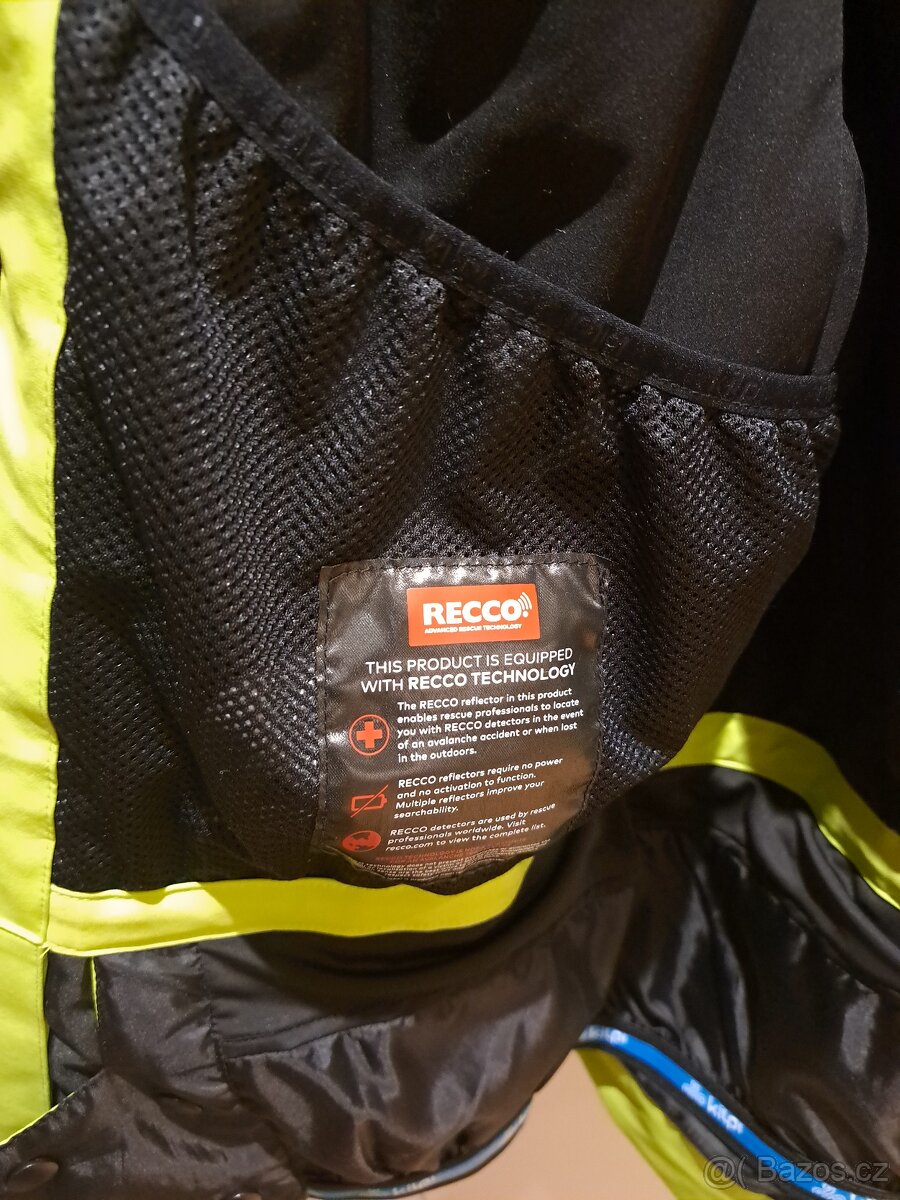 RECCO
ADVANCED RESCUE TECHNOLOGY
THIS PRODUCT IS EQUIPPED
WITH RECCO TECHNOLOGY
The RECCO reflector in this product
enables rescue professionals to locate
you with RECCO detectors in the event
of an avalanche accident or when lost
in the outdoors.
RECCO reflectors require no power
and no activation to function.
Multiple reflectors improve your
searchability.
RECCO detectors are used by rescue
professionals worldwide. Visit
recco.com to view the complete list.
kilpi
kilpi
@( Bazos.cz